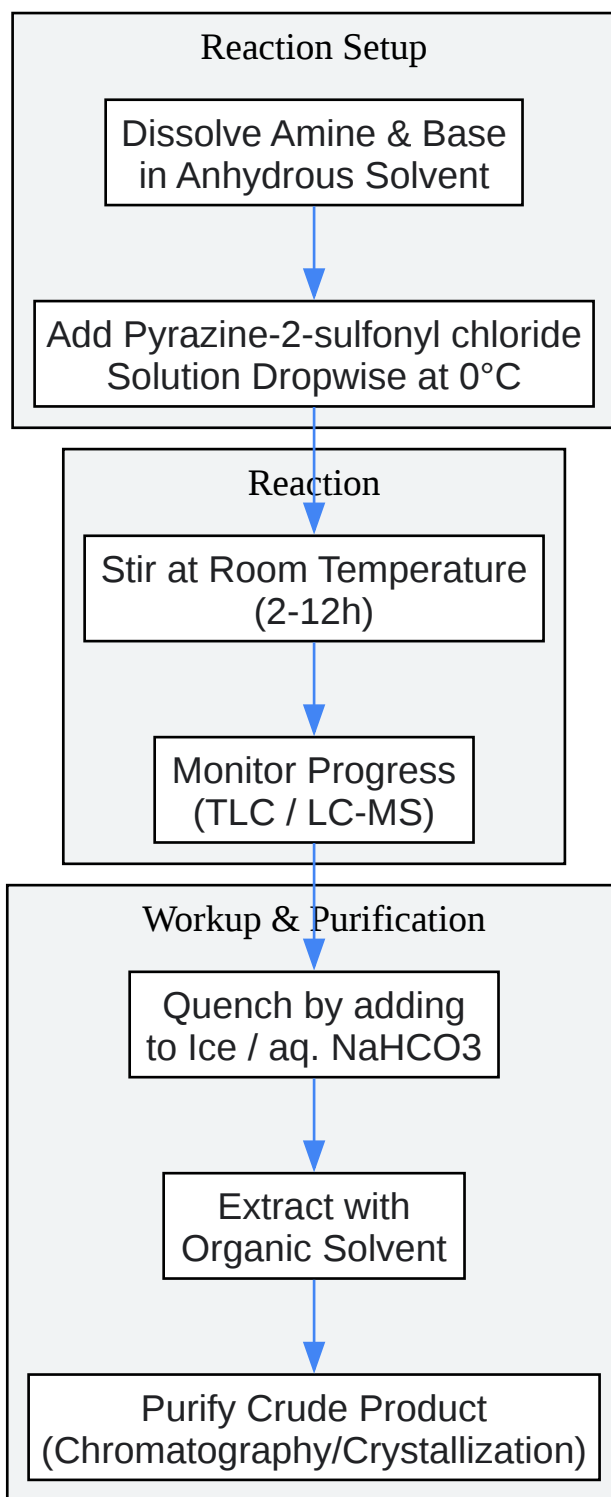 Reaction Setup
Dissolve Amine & Base
in Anhydrous Solvent
Add Pyrazine-2-sulfonyl chloride
Solution Dropwise at 0°C
Reaction
Stir at Room Temperature
(2-12h)
Monitor Progress
(TLC / LC-MS)
Workup & Purification
Quench by adding
to Ice / aq. NaHCO3
Extract with
Organic Solvent
Purify Crude Product
(Chromatography/Crystallization)